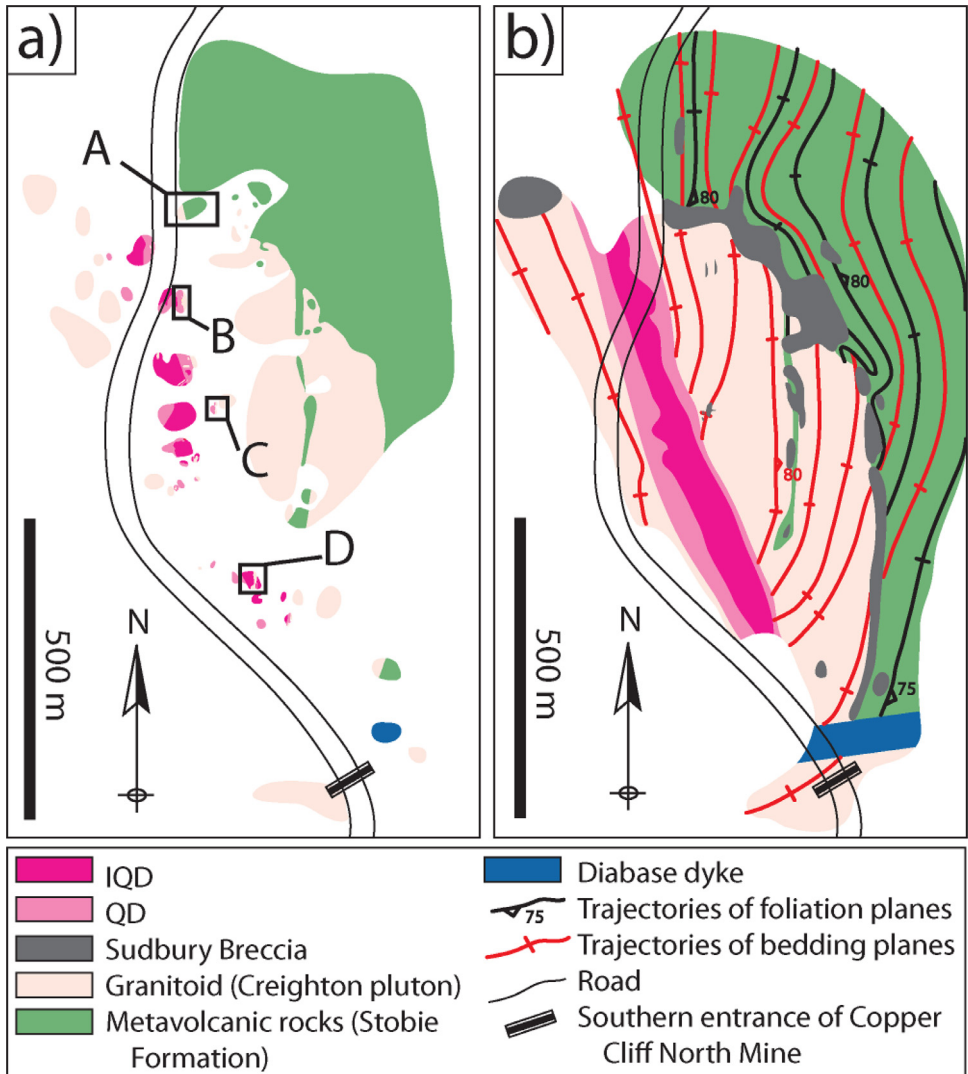 a)
A
B
C
D
N
500 m
b)
80
80
80
75
N
500 m
IQD
QD
Sudbury Breccia
Granitoid (Creighton pluton)
Metavolcanic rocks (Stobie
Formation)
Diabase dyke
75
Trajectories of foliation planes
Trajectories of bedding planes
Road
Southern entrance of Copper
Cliff North Mine